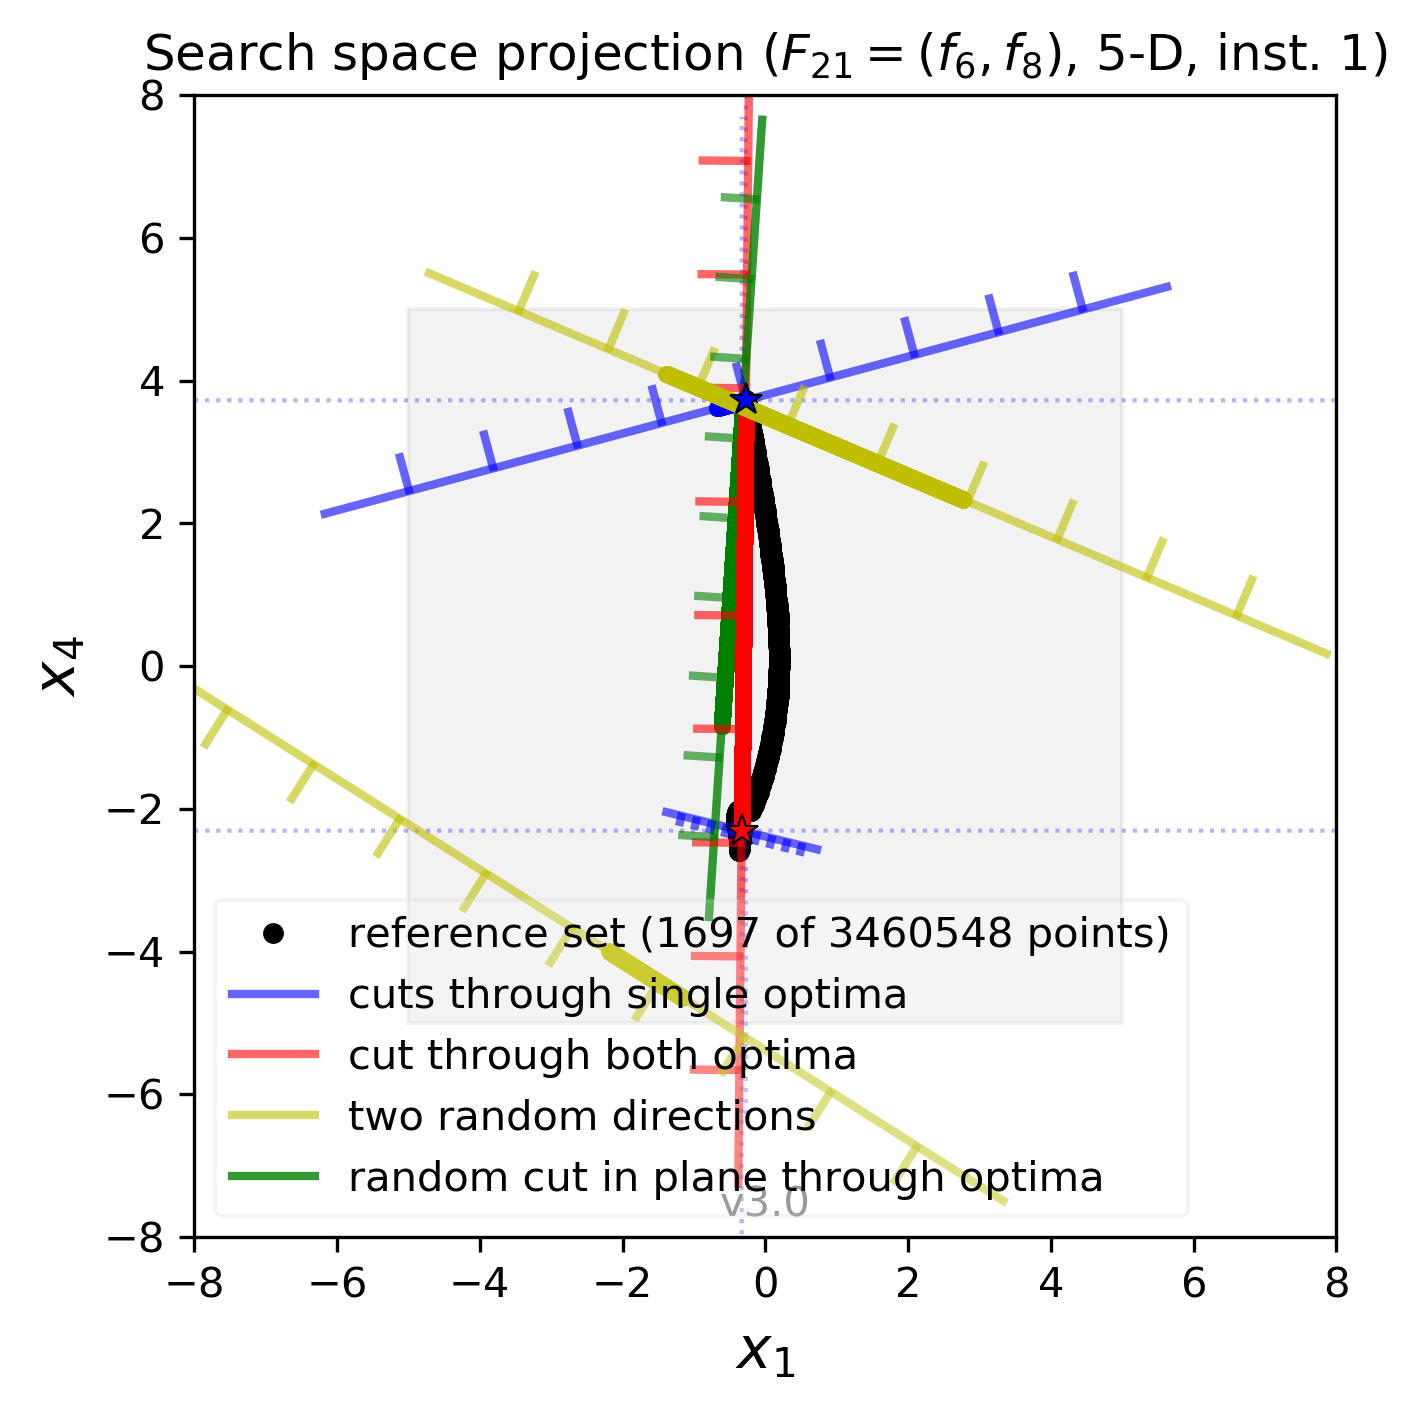 Search space projection (F21 = (f6, f8), 5-D, inst. 1)
8
6
4
2
0
−2
−4
−6
−8
x4
reference set (1697 of 3460548 points)
cuts through single optima
cut through both optima
two random directions
random cut in plane through optima
v3.0
−8 −6 −4 −2 0 2 4 6 8
x1